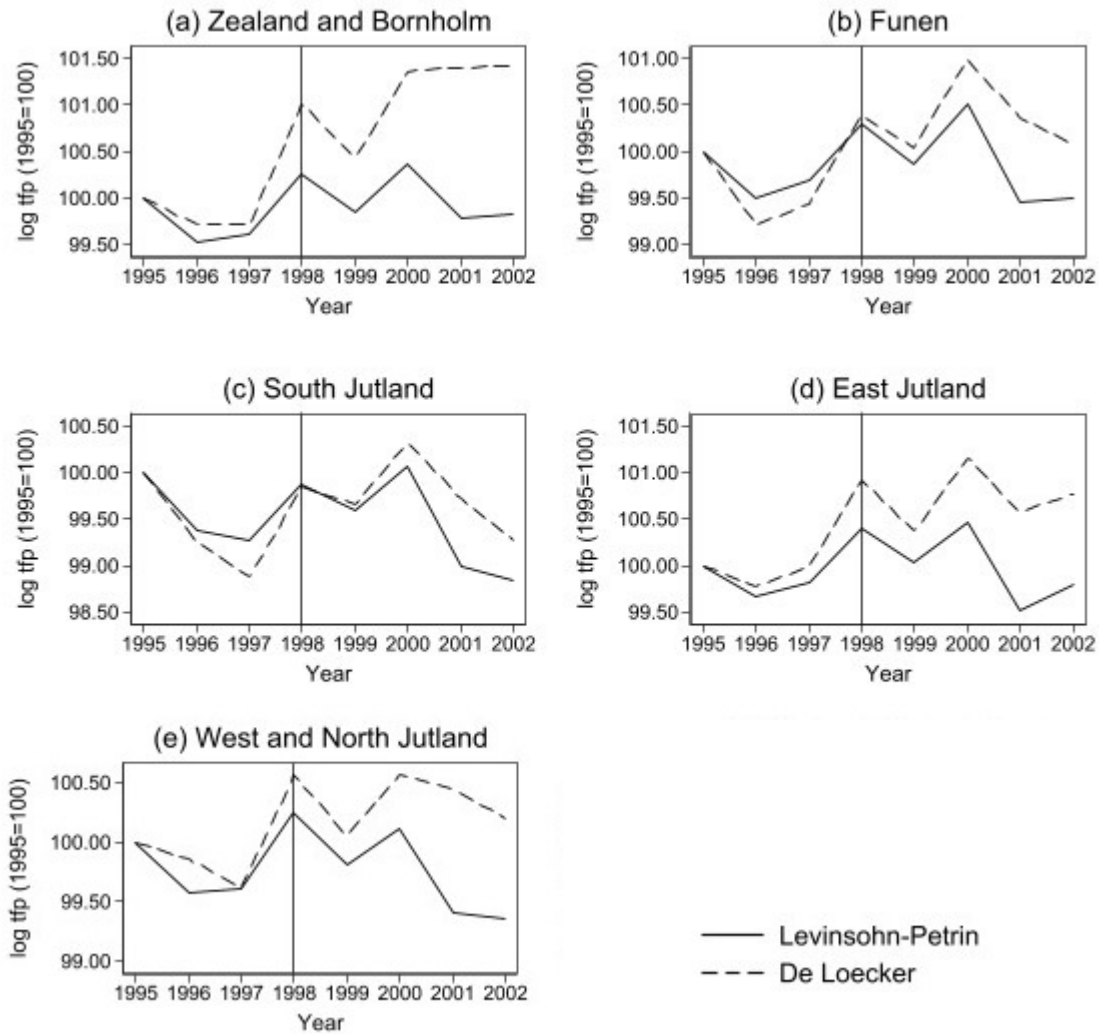 (a) Zealand and Bornholm
log tfp (1995=100)
101.50
101.00
100.50
100.00
99.50
1995 1996 1997 1998 1999 2000 2001 2002
Year
(b) Funen
log tfp (1995=100)
101.00
100.50
100.00
99.50
99.00
1995 1996 1997 1998 1999 2000 2001 2002
Year
(c) South Jutland
log tfp (1995=100)
100.50
100.00
99.50
99.00
98.50
1995 1996 1997 1998 1999 2000 2001 2002
Year
(d) East Jutland
log tfp (1995=100)
101.50
101.00
100.50
100.00
99.50
1995 1996 1997 1998 1999 2000 2001 2002
Year
(e) West and North Jutland
log tfp (1995=100)
100.50
100.00
99.50
99.00
1995 1996 1997 1998 1999 2000 2001 2002
Year
Levinsohn-Petrin
De Loecker